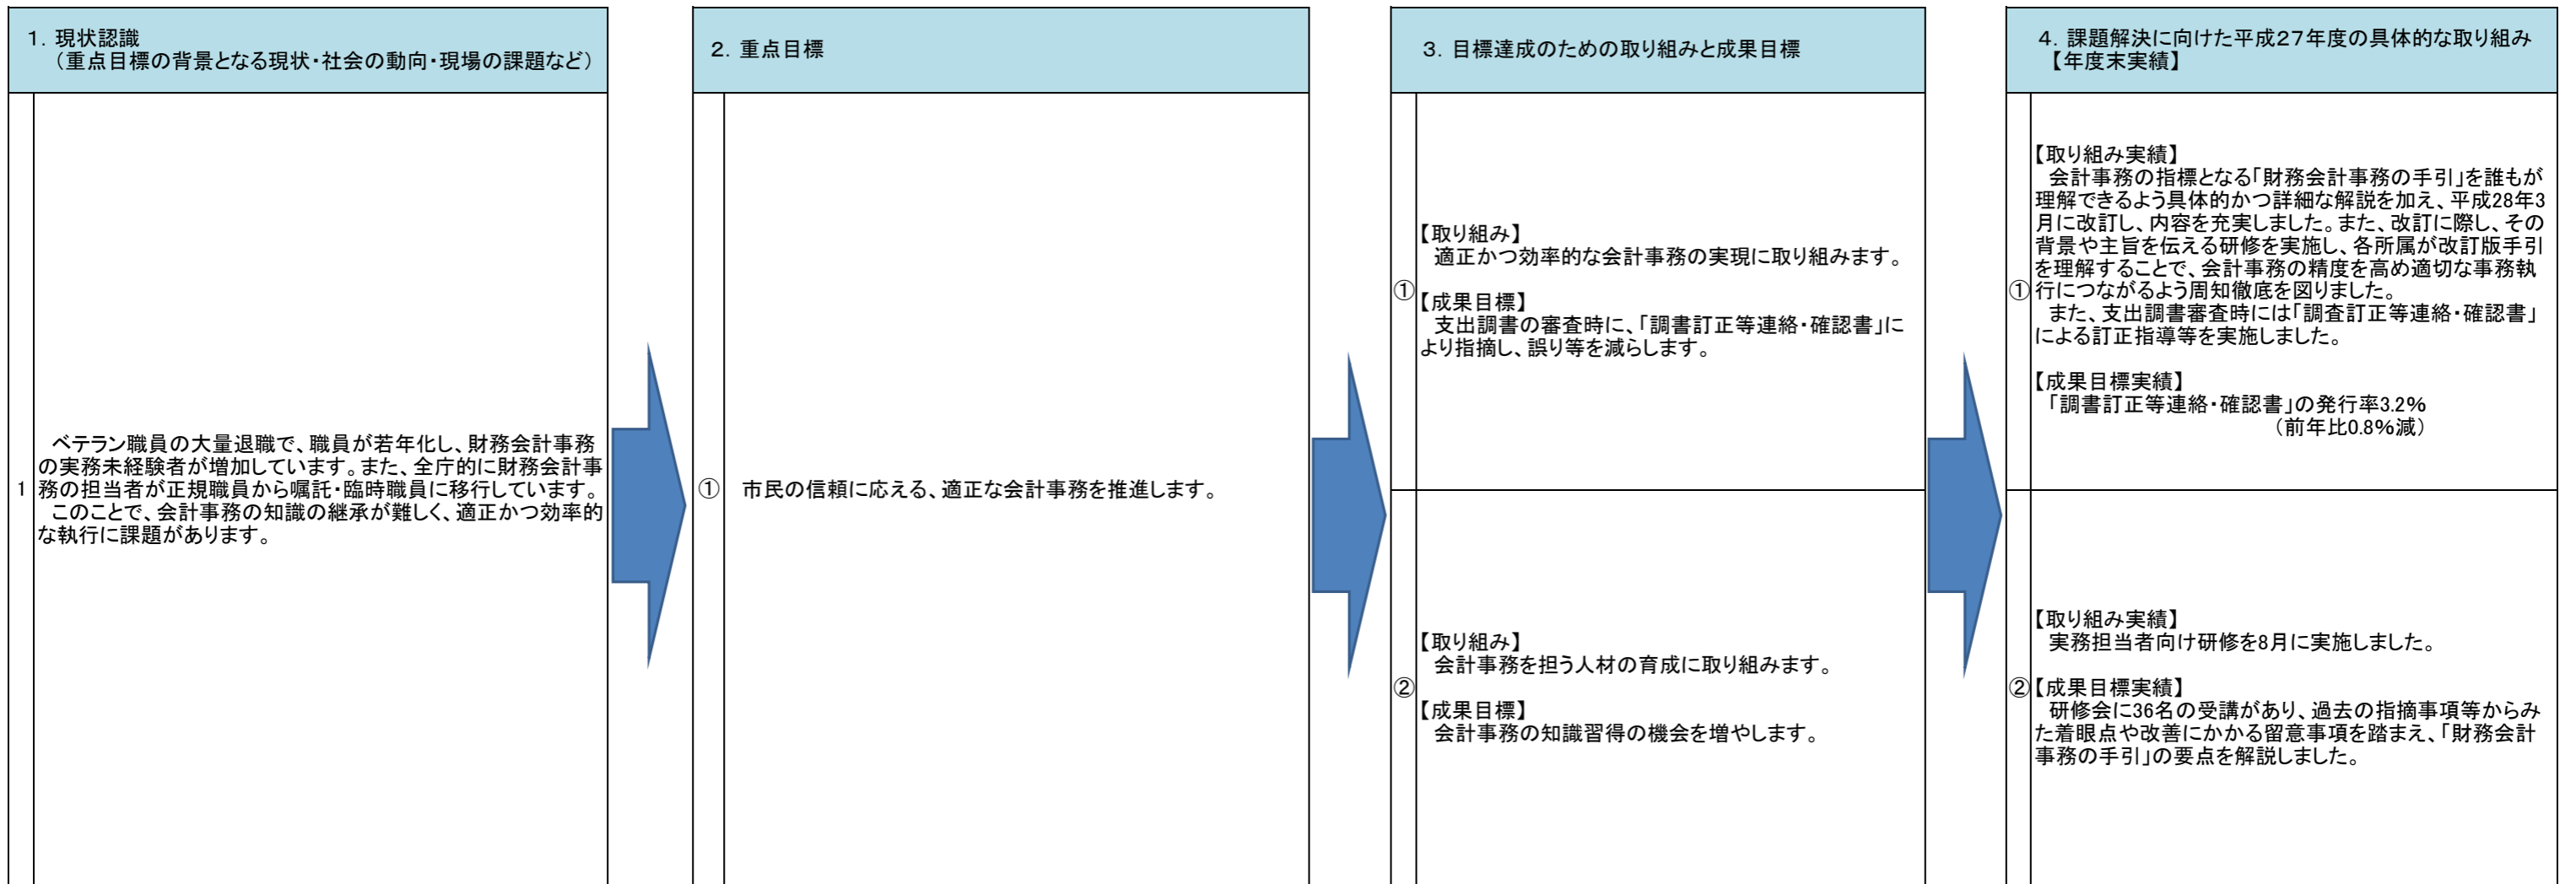 1．現状認識
（重点目標の背景となる現状・社会の動向・現場の課題など）
1
ベテラン職員の大量退職で、職員が若年化し、財務会計事務
の実務未経験者が増加しています。また、全庁的に財務会計事
務の担当者が正規職員から嘱託・臨時職員に移行しています。
このことで、会計事務の知識の継承が難しく、適正かつ効率的
な執行に課題があります。
2．重点目標
①
市民の信頼に応える、適正な会計事務を推進します。
3．目標達成のための取り組みと成果目標
①
【取り組み】
適正かつ効率的な会計事務の実現に取り組みます。
【成果目標】
支出調書の審査時に、「調書訂正等連絡・確認書」に
より指摘し、誤り等を減らします。
②
【取り組み】
会計事務を担う人材の育成に取り組みます。
【成果目標】
会計事務の知識習得の機会を増やします。
4．課題解決に向けた平成２７年度の具体的な取り組み
【年度末実績】
①
【取り組み実績】
会計事務の指標となる「財務会計事務の手引」を誰もが
理解できるよう具体的かつ詳細な解説を加え、平成28年3
月に改訂し、内容を充実しました。また、改訂に際し、その
背景や主旨を伝える研修を実施し、各所属が改訂版手引
を理解することで、会計事務の精度を高め適切な事務執
行につながるよう周知徹底を図りました。
また、支出調書審査時には「調査訂正等連絡・確認書」
による訂正指導等を実施しました。
【成果目標実績】
「調書訂正等連絡・確認書」の発行率3.2%
（前年比0.8%減）
②
【取り組み実績】
実務担当者向け研修を8月に実施しました。
【成果目標実績】
研修会に36名の受講があり、過去の指摘事項等からみ
た着眼点や改善にかかる留意事項を踏まえ、「財務会計
事務の手引」の要点を解説しました。